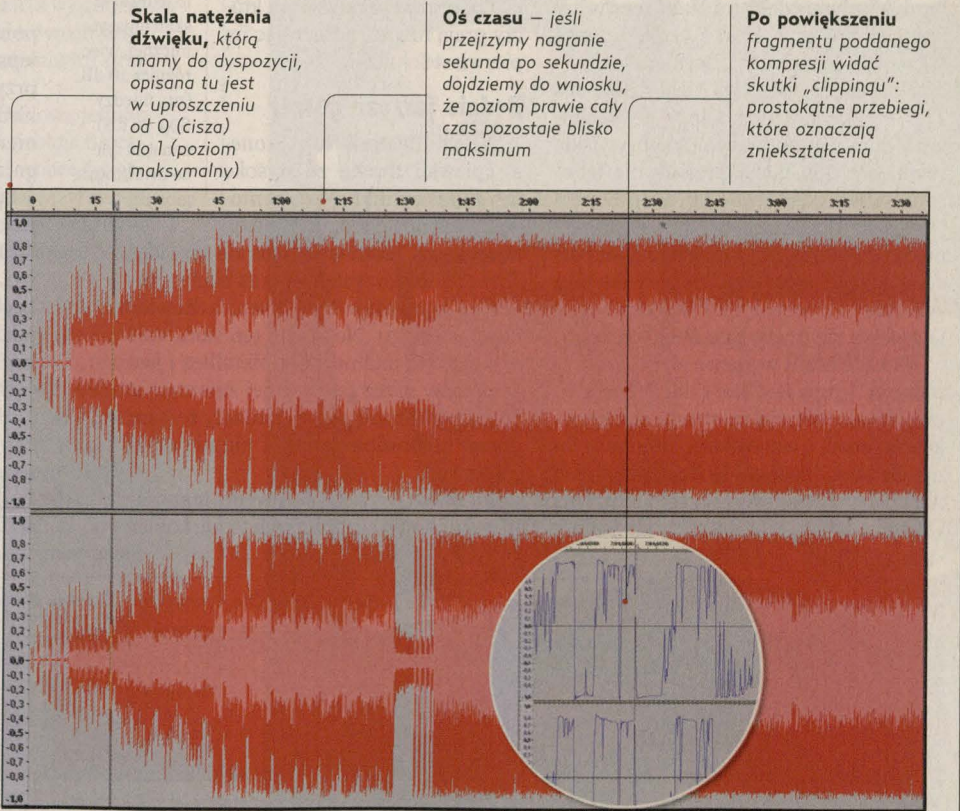 Skala natężenia
dźwięku, którą
mamy do dyspozycji,
opisana tu jest
w uproszczeniu
od 0 (cisza)
do 1 (poziom
maksymalny)
Oś czasu – jeśli
przejrzymy nagranie
sekunda po sekundzie,
dojdziemy do wniosku,
że poziom prawie cały
czas pozostaje blisko
maksimum
Po powiększeniu
fragmentu poddanego
kompresji widać
skutki „clippingu”:
prostokątne przebiegi,
które oznaczają
zniekształcenia
0 15 30 45 1:00 1:15 1:30 1:45 2:00 2:15 2:30 2:45 3:00 3:15 3:30
1,0
0,8
0,7
0,6
0,5
0,4
0,3
0,2
0,1
0,0
-0,1
-0,2
-0,3
-0,4
-0,5
-0,6
-0,7
-0,8
-1,0
1,0
0,8
0,7
0,6
0,5
0,4
0,3
0,2
0,1
0,0
-0,1
-0,2
-0,3
-0,4
-0,5
-0,6
-0,7
-0,8
-1,0